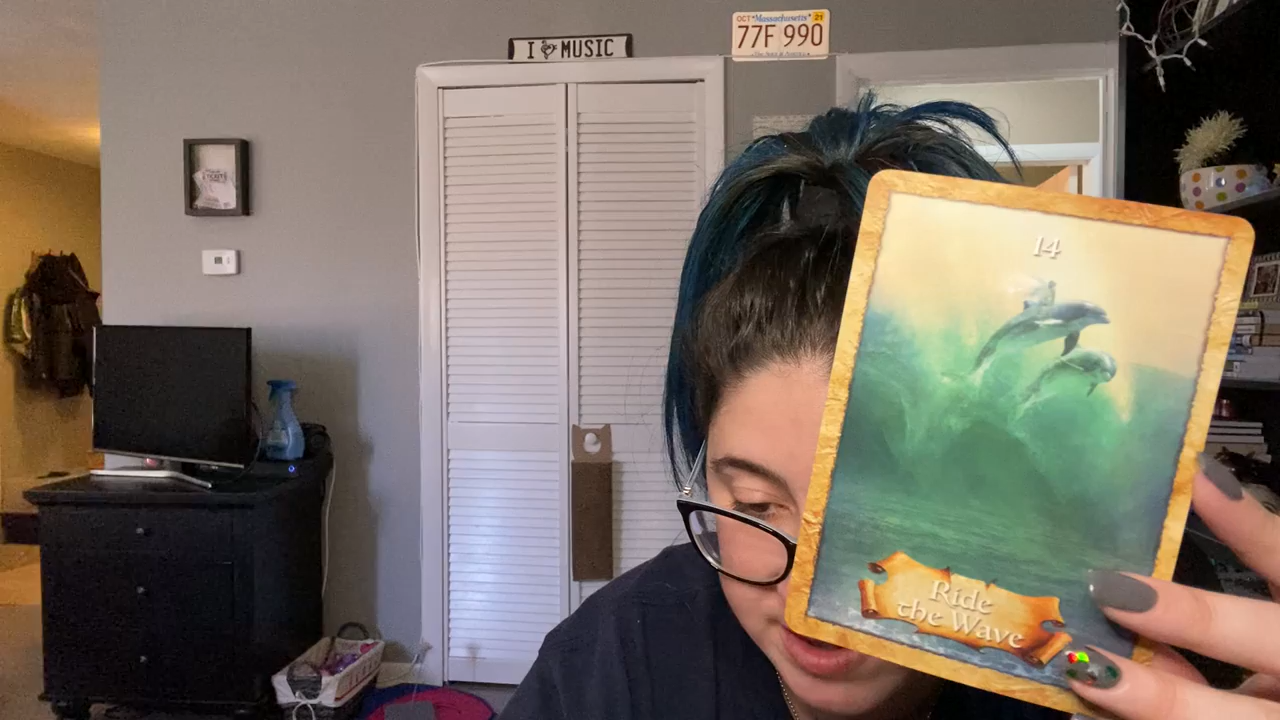 I MUSIC
OCT Massachusetts 21
77F 990
14
Ride
the Wave